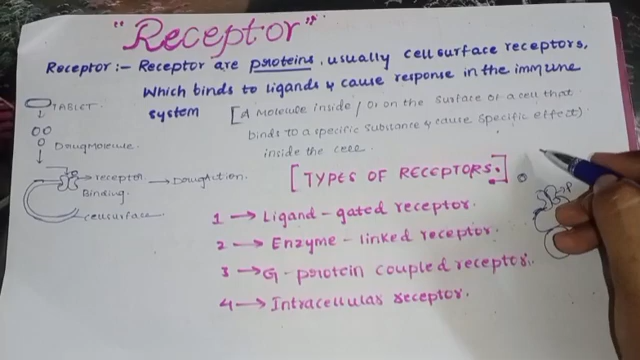 "Receptor"
Receptor :- Receptor are proteins, usually cell surface receptors,
Which binds to ligands & cause response in the immune
system [A molecule inside / or on the surface of a cell that
binds to a specific substance & cause specific effect)
inside the cell.
TABLET
Drug Molecule.
→ receptor → Drug Action.
Binding.
cell surface
[TYPES OF RECEPTORS.]
1 → Ligand - gated receptor.
2 → Enzyme - linked receptor.
3 → G - protein coupled receptor.
4 → Intracellular receptor.